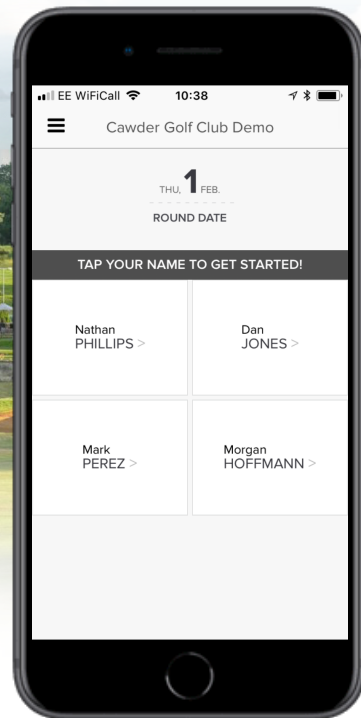 EE WiFiCall 10:38
Cawder Golf Club Demo
THU, 1 FEB.
ROUND DATE
TAP YOUR NAME TO GET STARTED!
Nathan
PHILLIPS >
Dan
JONES >
Mark
PEREZ >
Morgan
HOFFMANN >